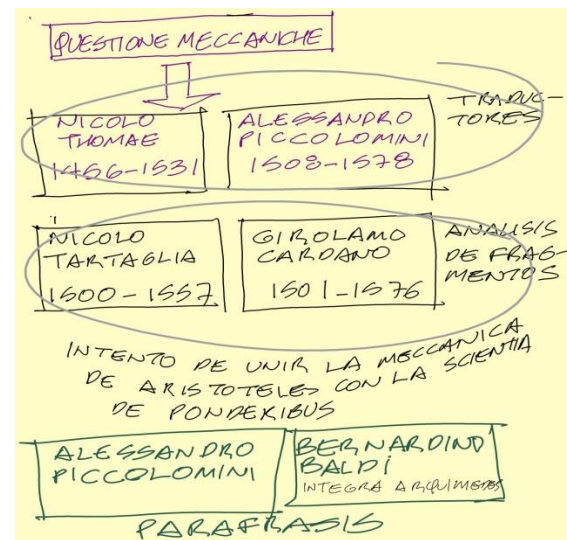 QUESTIONE MECCANICHE
NICOLO
THOMAE
1456-1531
ALESSANDRO
PICCOLOMINI
1508-1578
TRADUC-
TORES
NICOLO
TARTAGLIA
1500-1557
GIROLAMO
CARDANO
1501-1576
ANALISIS
DE FRAG-
MENTOS
INTENTO DE UNIR LA MECCANICA
DE ARISTOTELES CON LA SCIENTIA
DE PONDERIBUS
ALESSANDRO
PICCOLOMINI
BERNARDINO
BALDI
INTEGRA ARQUIMEDES
PARAFRASIS